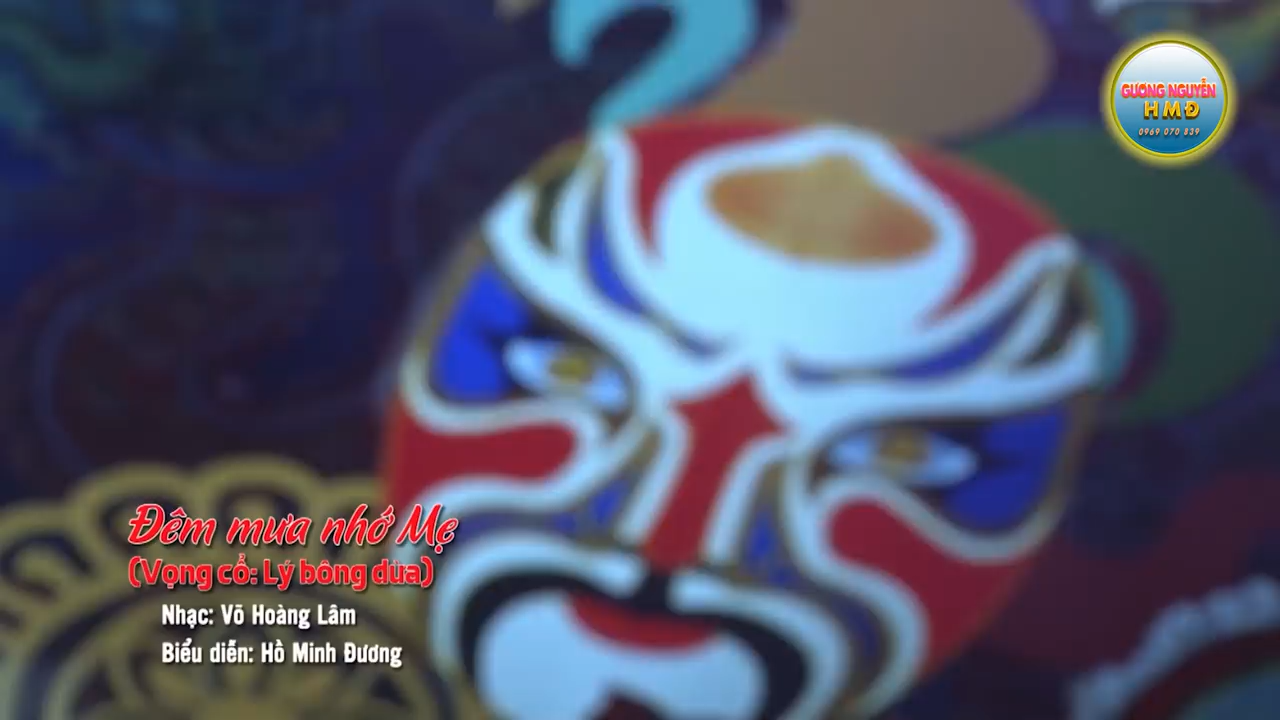 GƯƠNG NGUYỄN
HMĐ
0969 070 839
Đêm mưa nhớ Mẹ
(Vọng cổ: Lý bông dừa)
Nhạc: Võ Hoàng Lâm
Biểu diễn: Hồ Minh Đương